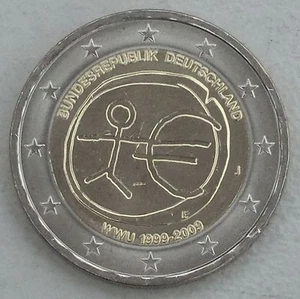 BUNDESREPUBLIK DEUTSCHLAND
€
J
WWU 1999-2009